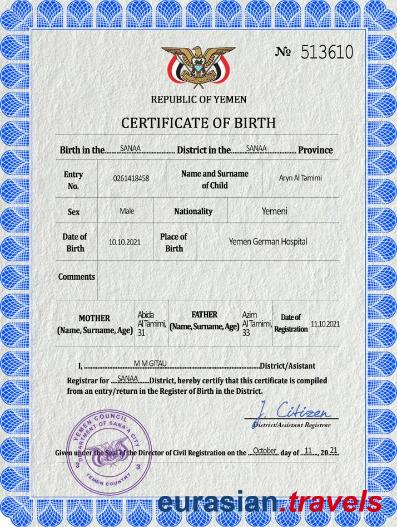 № 513610
REPUBLIC OF YEMEN
CERTIFICATE OF BIRTH
Birth in the SANAA District in the SANAA Province
Entry No. 0261418458 Name and Surname of Child Aryn Al Tamimi
Sex Male Nationality Yemeni
Date of Birth 10.10.2021 Place of Birth Yemen German Hospital
Comments
MOTHER (Name, Surname, Age) Abida Al Tamimi, 31 FATHER (Name, Surname, Age) Azim Al Tamimi, 33 Date of Registration 11.10.2021
I, M M GITAU District/Asistant
Registrar for SANAA District, hereby certify that this certificate is compiled
from an entry/return in the Register of Birth in the District.
J. Citizen
District/Assistant Registrar
Given under the Seal of the Director of Civil Registration on the October day of 11 , 20 21
YEMEN COUNCIL
DEPARTMENT OF SANA'A CITY
YEMEN COUNTRY
eurasian.travels